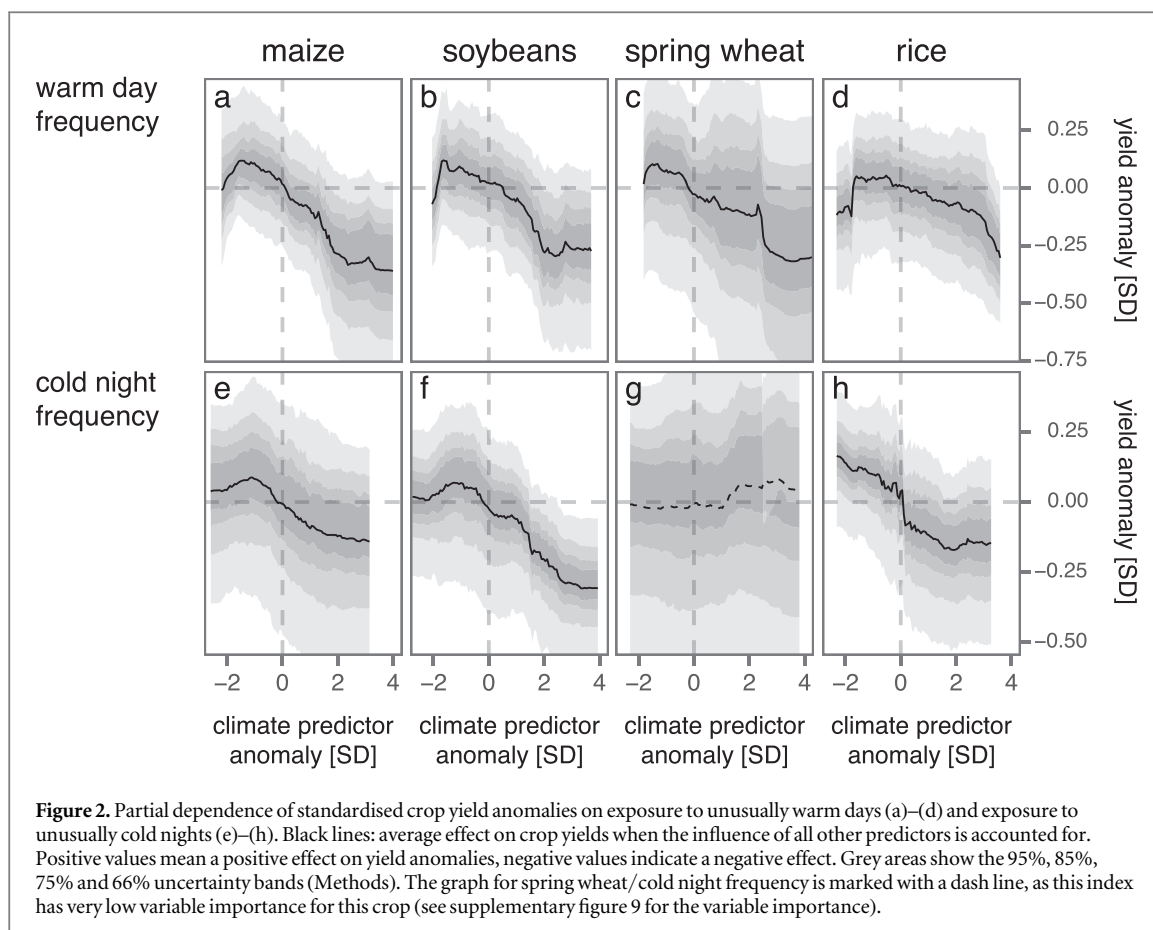 maize soybeans spring wheat rice
warm day
frequency
a b c d
0.25
0.00
−0.25
−0.50
−0.75
yield anomaly [SD]
cold night
frequency
e f g h
0.25
0.00
−0.25
−0.50
yield anomaly [SD]
−2 0 2 4 −2 0 2 4 −2 0 2 4 −2 0 2 4
climate predictor climate predictor climate predictor climate predictor
anomaly [SD] anomaly [SD] anomaly [SD] anomaly [SD]
Figure 2. Partial dependence of standardised crop yield anomalies on exposure to unusually warm days (a)–(d) and exposure to
unusually cold nights (e)–(h). Black lines: average effect on crop yields when the influence of all other predictors is accounted for.
Positive values mean a positive effect on yield anomalies, negative values indicate a negative effect. Grey areas show the 95%, 85%,
75% and 66% uncertainty bands (Methods). The graph for spring wheat/cold night frequency is marked with a dash line, as this index
has very low variable importance for this crop (see supplementary figure 9 for the variable importance).